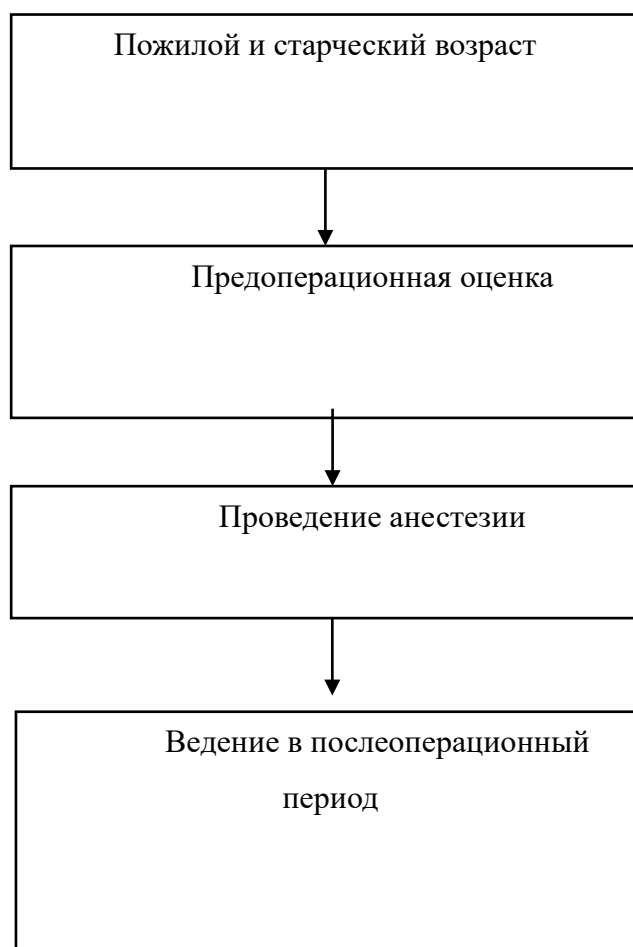 Пожилой и старческий возраст
Предоперационная оценка
Проведение анестезии
Ведение в послеоперационный
период